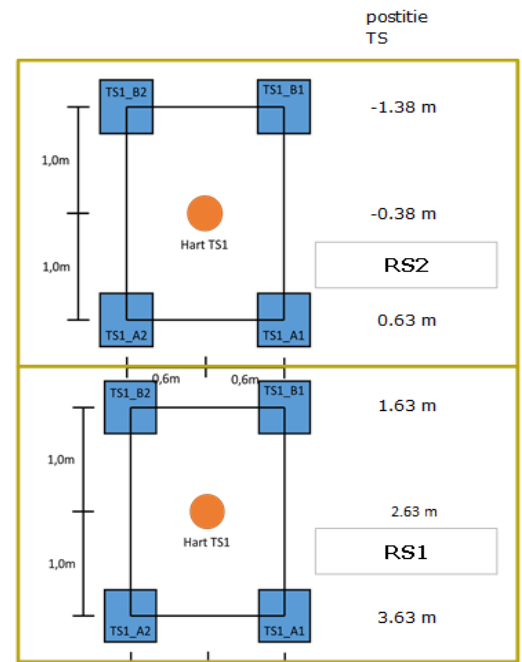 postitie
TS
TS1_B2
TS1_B1
-1.38 m
1,0m
-0.38 m
Hart TS1
1,0m
RS2
TS1_A2
TS1_A1
0.63 m
0,6m
0,6m
TS1_B2
TS1_B1
1.63 m
1,0m
2.63 m
Hart TS1
RS1
1,0m
TS1_A2
TS1_A1
3.63 m